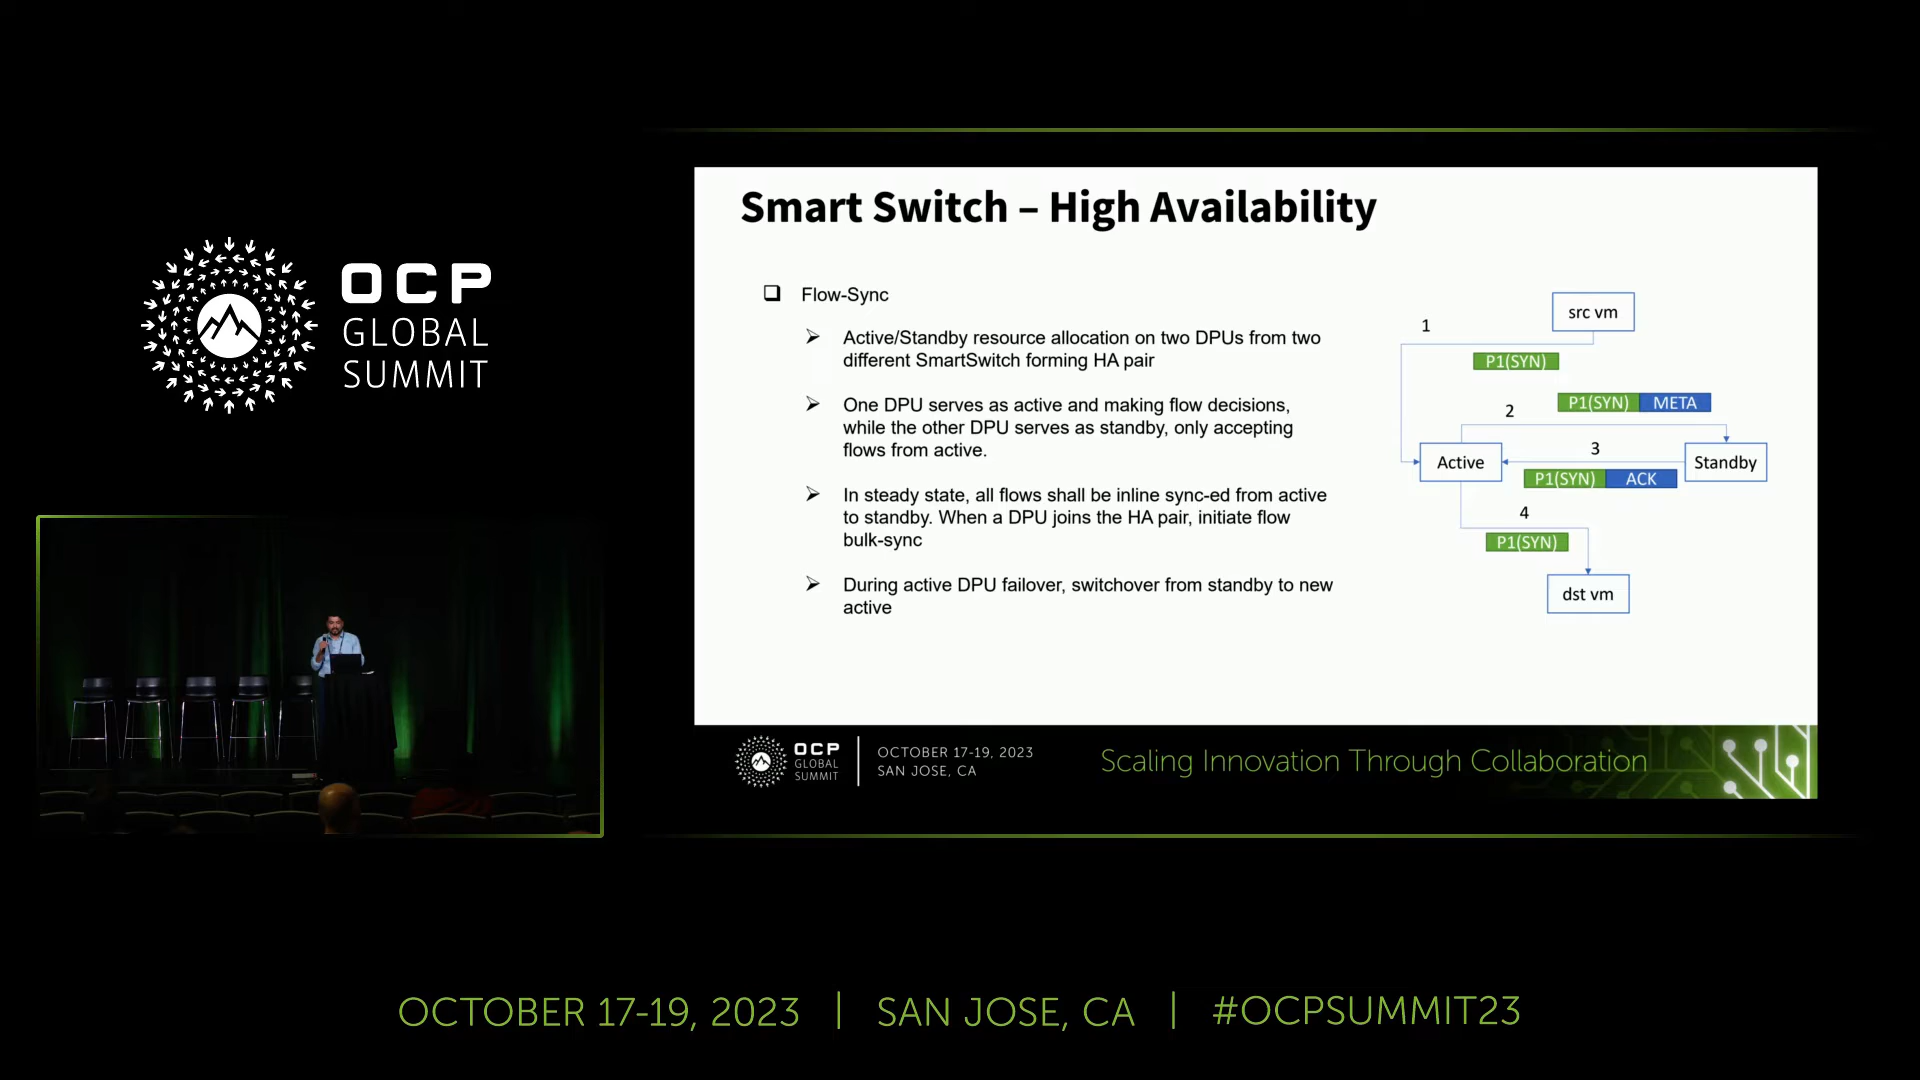 OCP
GLOBAL
SUMMIT
Smart Switch – High Availability
Flow-Sync
Active/Standby resource allocation on two DPUs from two
different SmartSwitch forming HA pair
One DPU serves as active and making flow decisions,
while the other DPU serves as standby, only accepting
flows from active.
In steady state, all flows shall be inline sync-ed from active
to standby. When a DPU joins the HA pair, initiate flow
bulk-sync
During active DPU failover, switchover from standby to new
active
src vm
1
P1(SYN)
P1(SYN) META
2
3
Active
Standby
P1(SYN) ACK
4
P1(SYN)
dst vm
OCP
GLOBAL
SUMMIT
OCTOBER 17-19, 2023
SAN JOSE, CA
Scaling Innovation Through Collaboration
OCTOBER 17-19, 2023 | SAN JOSE, CA | #OCPSUMMIT23